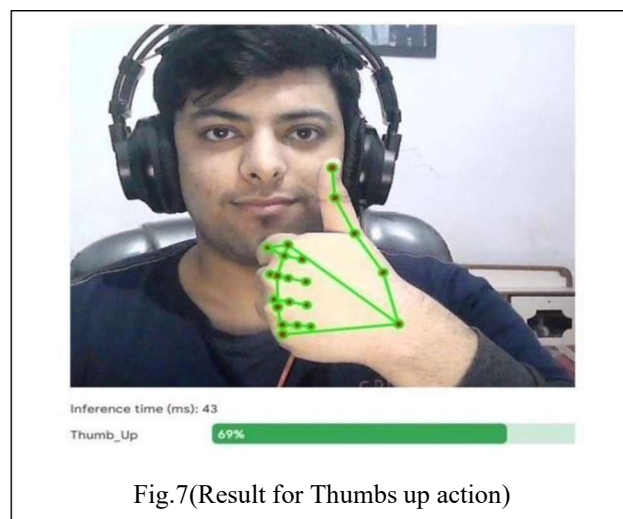 Inference time (ms): 43
Thumb_Up 69%
Fig.7(Result for Thumbs up action)